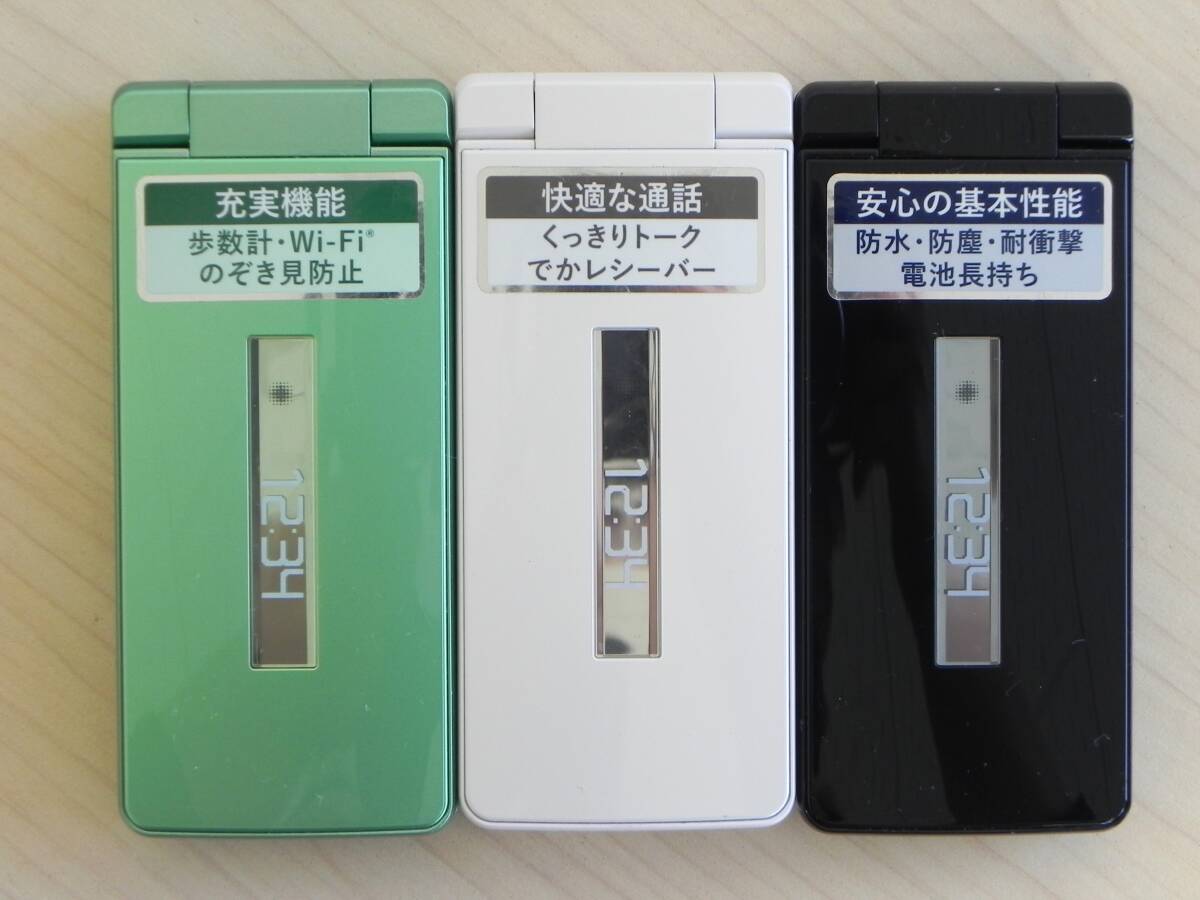 充実機能
歩数計・Wi-Fi®
のぞき見防止
12:34
快適な通話
くっきりトーク
でかレシーバー
12:34
安心の基本性能
防水・防塵・耐衝撃
電池長持ち
12:34